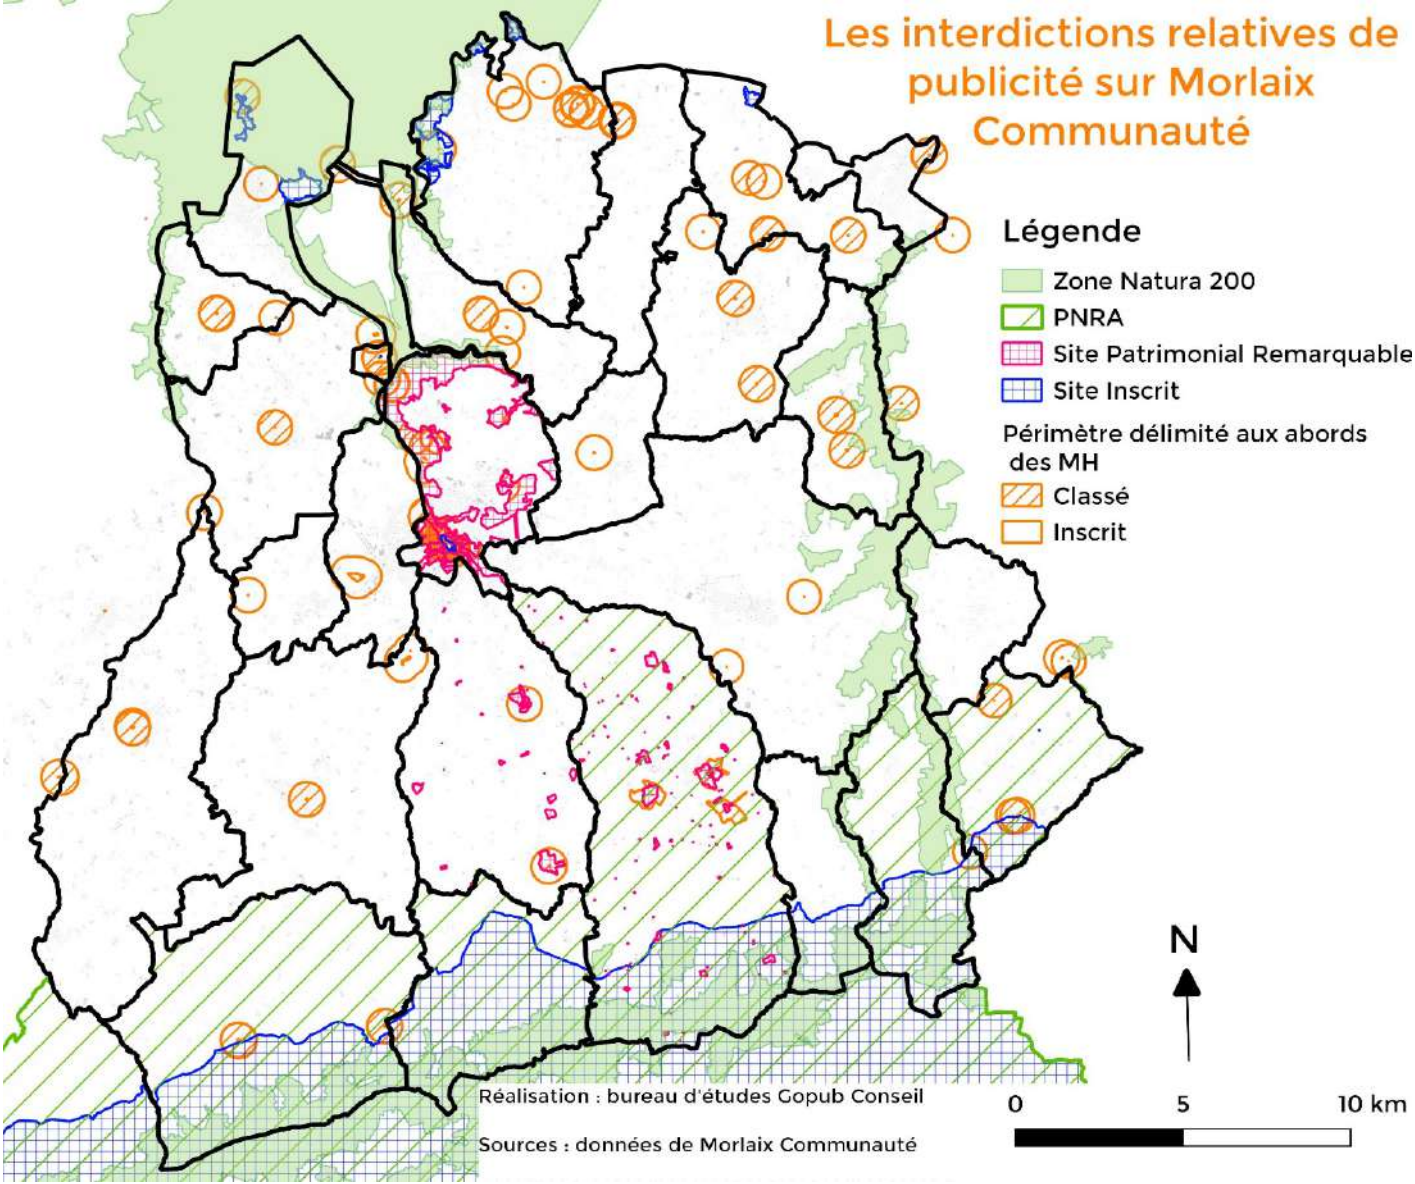 Les interdictions relatives de
publicité sur Morlaix
Communauté
Légende
Zone Natura 200
PNRA
Site Patrimonial Remarquable
Site Inscrit
Périmètre délimité aux abords
des MH
Classé
Inscrit
N
Réalisation : bureau d'études Gopub Conseil
Sources : données de Morlaix Communauté
0 5 10 km